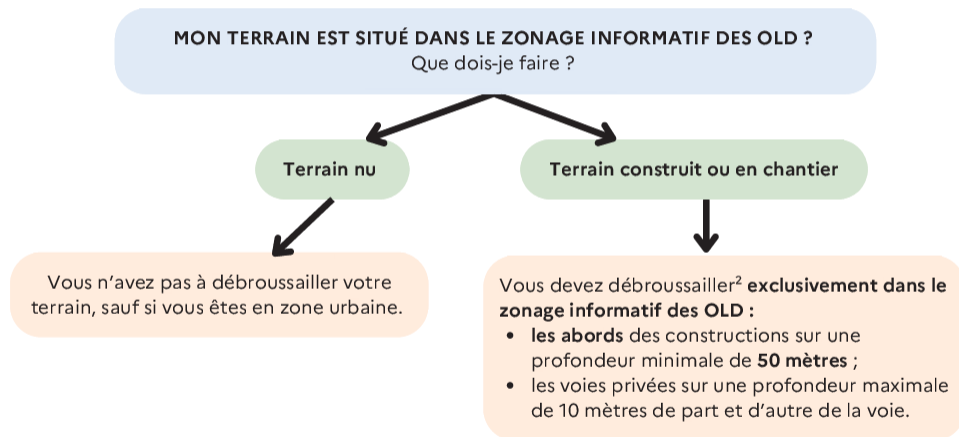 MON TERRAIN EST SITUÉ DANS LE ZONAGE INFORMATIF DES OLD ?
Que dois-je faire ?
Terrain nu
Terrain construit ou en chantier
Vous n'avez pas à débroussailler votre
terrain, sauf si vous êtes en zone urbaine.
Vous devez débroussailler² exclusivement dans le
zonage informatif des OLD :
• les abords des constructions sur une
profondeur minimale de 50 mètres ;
• les voies privées sur une profondeur maximale
de 10 mètres de part et d'autre de la voie.